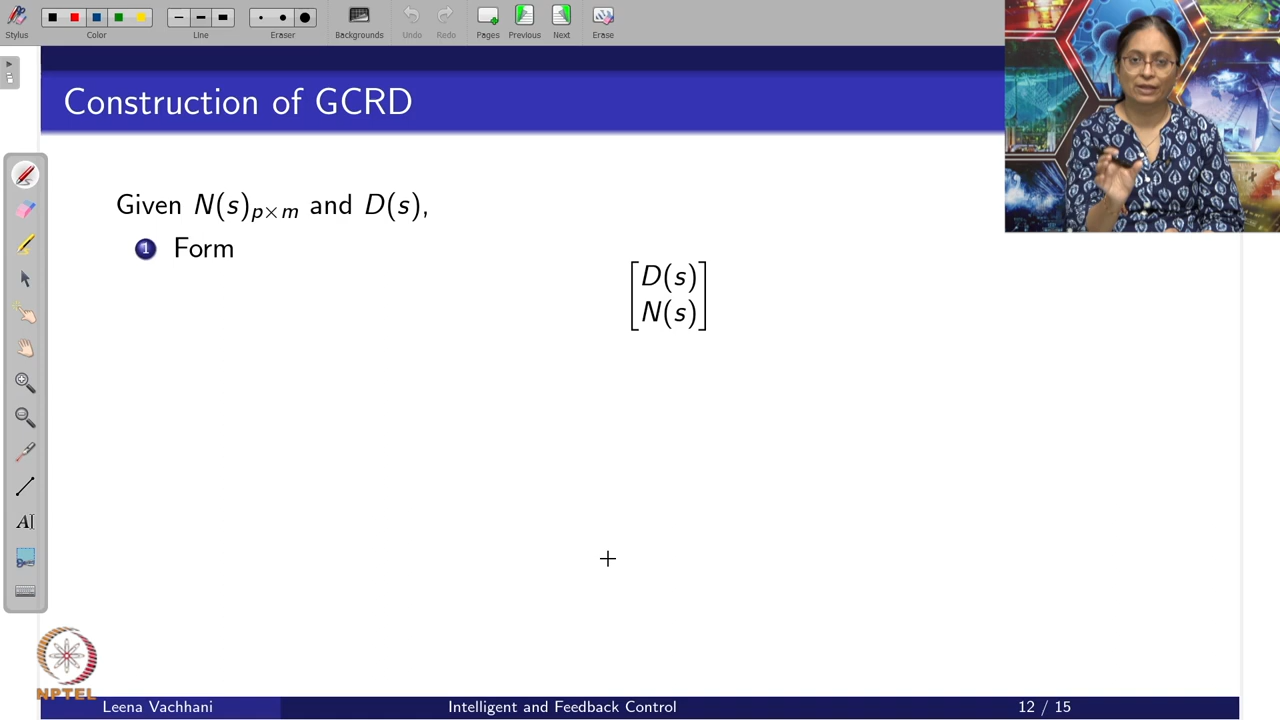 Stylus
Color
Line
Eraser
Backgrounds
Undo
Redo
Pages
Previous
Next
Erase
Construction of GCRD
Given N(s)ₚ×ₘ and D(s),
1 Form
[D(s)
N(s)]
AI
NPTEL
Leena Vachhani
Intelligent and Feedback Control
12 / 15